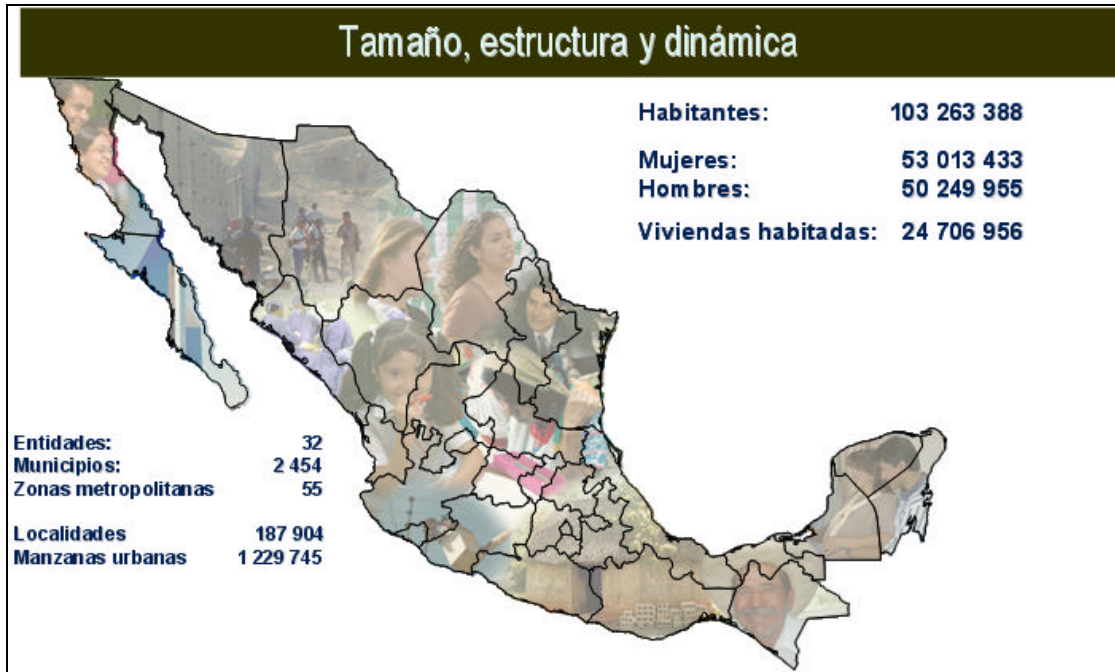 Tamaño, estructura y dinámica
Habitantes: 103 263 388
Mujeres: 53 013 433
Hombres: 50 249 955
Viviendas habitadas: 24 706 956
Entidades: 32
Municipios: 2 454
Zonas metropolitanas 55
Localidades 187 904
Manzanas urbanas 1 229 745